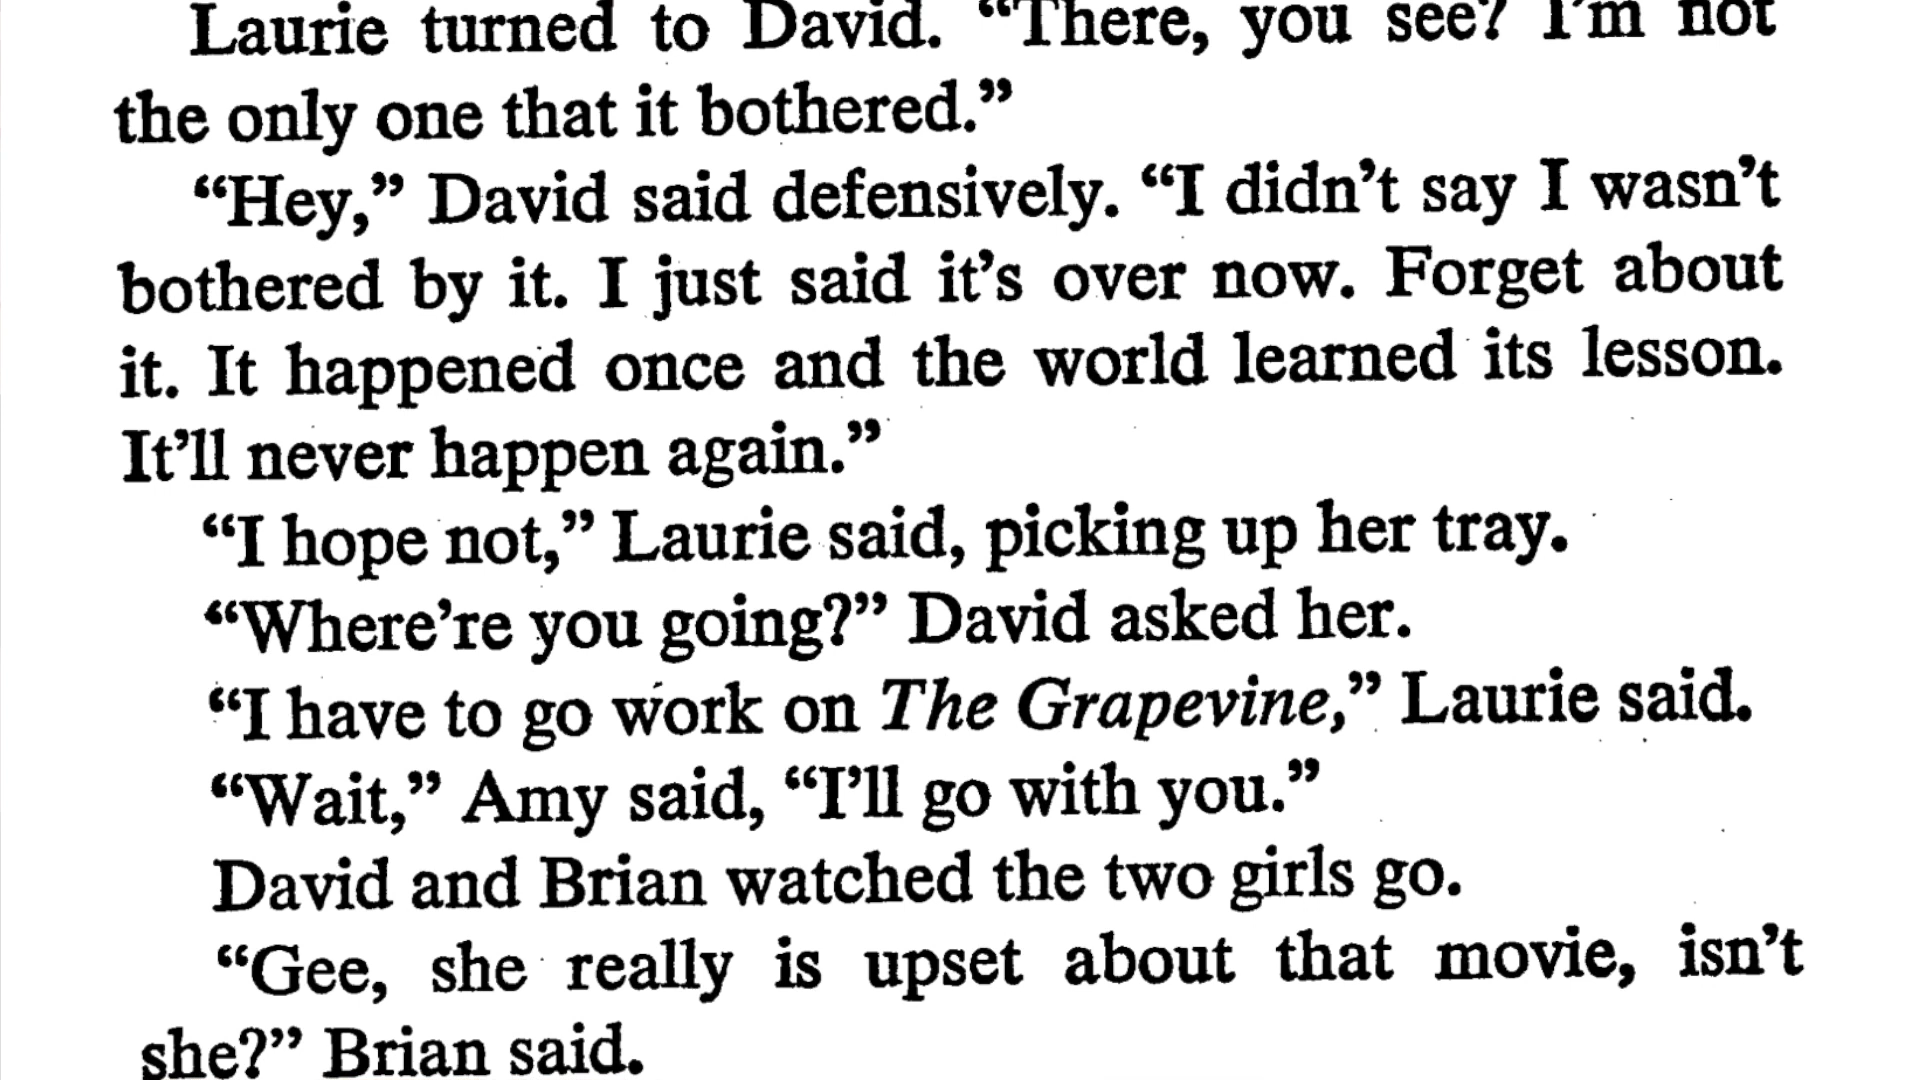 Laurie turned to David. “There, you see? I’m not
the only one that it bothered.”
“Hey,” David said defensively. “I didn’t say I wasn’t
bothered by it. I just said it’s over now. Forget about
it. It happened once and the world learned its lesson.
It’ll never happen again.”
“I hope not,” Laurie said, picking up her tray.
“Where’re you going?” David asked her.
“I have to go work on The Grapevine,” Laurie said.
“Wait,” Amy said, “I’ll go with you.”
David and Brian watched the two girls go.
“Gee, she really is upset about that movie, isn’t
she?” Brian said.